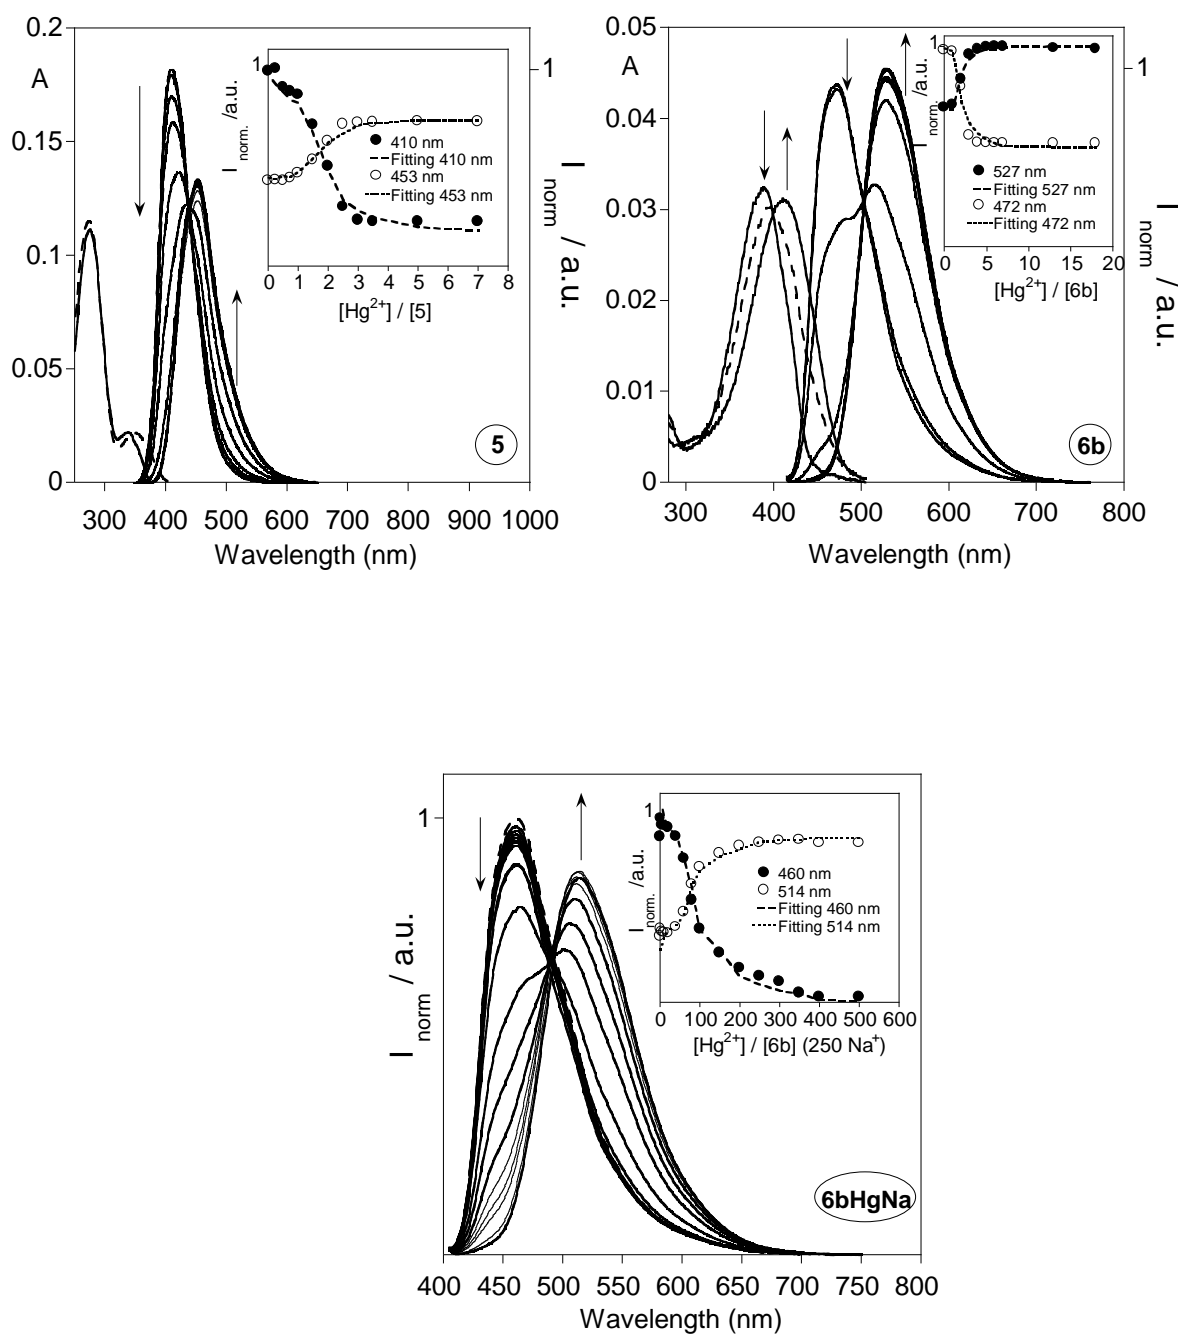 0.2
A
0.15
0.1
0.05
0
300 400 500 600 700 800 900 1000
Wavelength (nm)
1
I norm / a.u.
1
I norm. /a.u.
410 nm
Fitting 410 nm
453 nm
Fitting 453 nm
0 1 2 3 4 5 6 7 8
[Hg2+] / [5]
5
0.05
A
0.04
0.03
0.02
0.01
0
300 400 500 600 700 800
Wavelength (nm)
1
I norm / a.u.
1
I norm. /a.u.
527 nm
Fitting 527 nm
472 nm
Fitting 472 nm
0 5 10 15 20
[Hg2+] / [6b]
6b
1
I norm / a.u.
400 450 500 550 600 650 700 750 800
Wavelength (nm)
1
I norm. /a.u.
460 nm
514 nm
Fitting 460 nm
Fitting 514 nm
0 100 200 300 400 500 600
[Hg2+] / [6b] (250 Na+)
6bHgNa